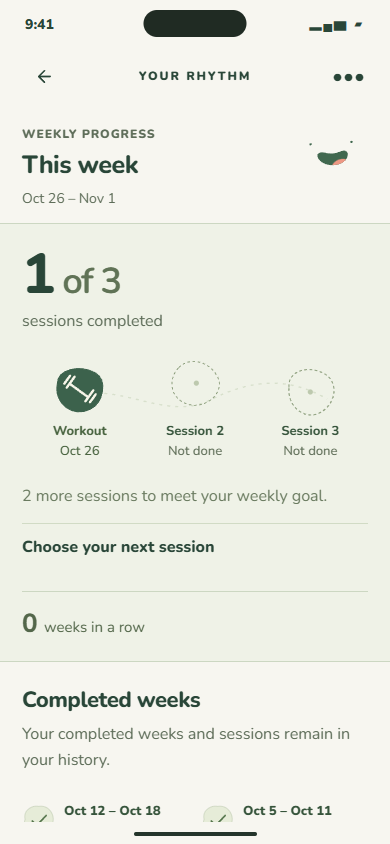 9:41
YOUR RHYTHM
WEEKLY PROGRESS
This week
Oct 26 – Nov 1
1 of 3
sessions completed
Workout
Oct 26
Session 2
Not done
Session 3
Not done
2 more sessions to meet your weekly goal.
Choose your next session
0 weeks in a row
Completed weeks
Your completed weeks and sessions remain in
your history.
Oct 12 – Oct 18
Oct 5 – Oct 11